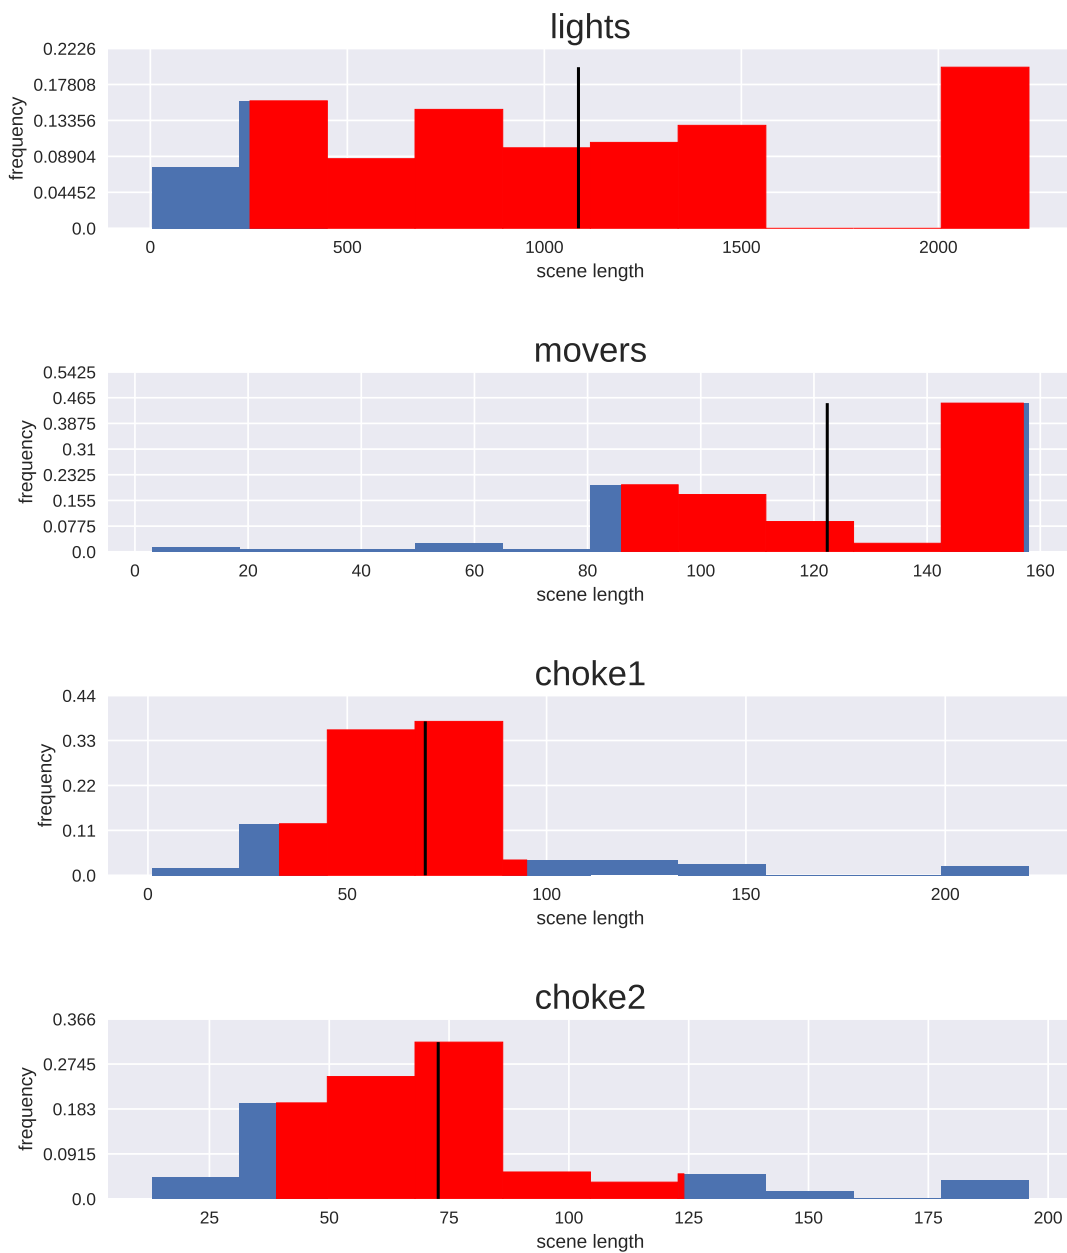 lights
0.2226
0.17808
0.13356
0.08904
0.04452
0.0
frequency
0 500 1000 1500 2000
scene length
movers
0.5425
0.465
0.3875
0.31
0.2325
0.155
0.0775
0.0
frequency
0 20 40 60 80 100 120 140 160
scene length
choke1
0.44
0.33
0.22
0.11
0.0
frequency
0 50 100 150 200
scene length
choke2
0.366
0.2745
0.183
0.0915
0.0
frequency
25 50 75 100 125 150 175 200
scene length